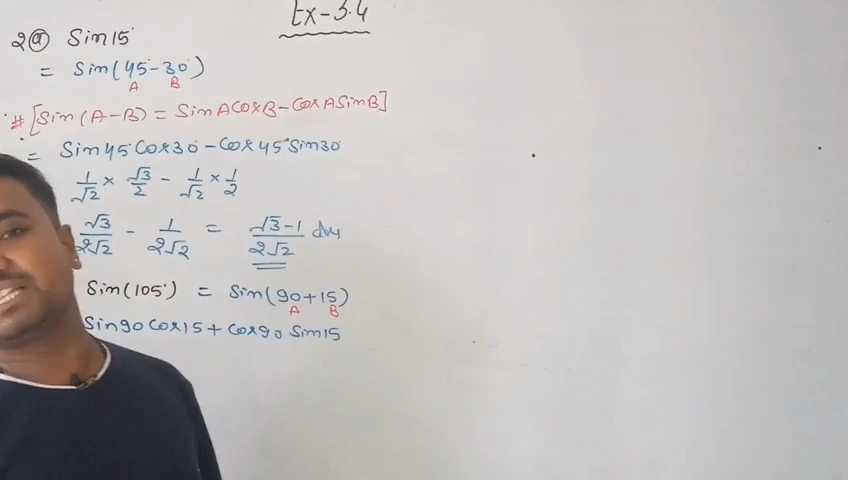 Ex-3.4
2(a) Sin15°
= Sin(45°-30°)
A B
# [Sin(A-B) = SinACosB-CosASinB]
= Sin45°Cos30-Cos45°Sin30
1/√2 × √3/2 - 1/√2 × 1/2
√3/2√2 - 1/2√2 = √3-1/2√2
Sin(105°) = Sin(90+15)
A B
Sin90Cos15+Cos90 Sin15